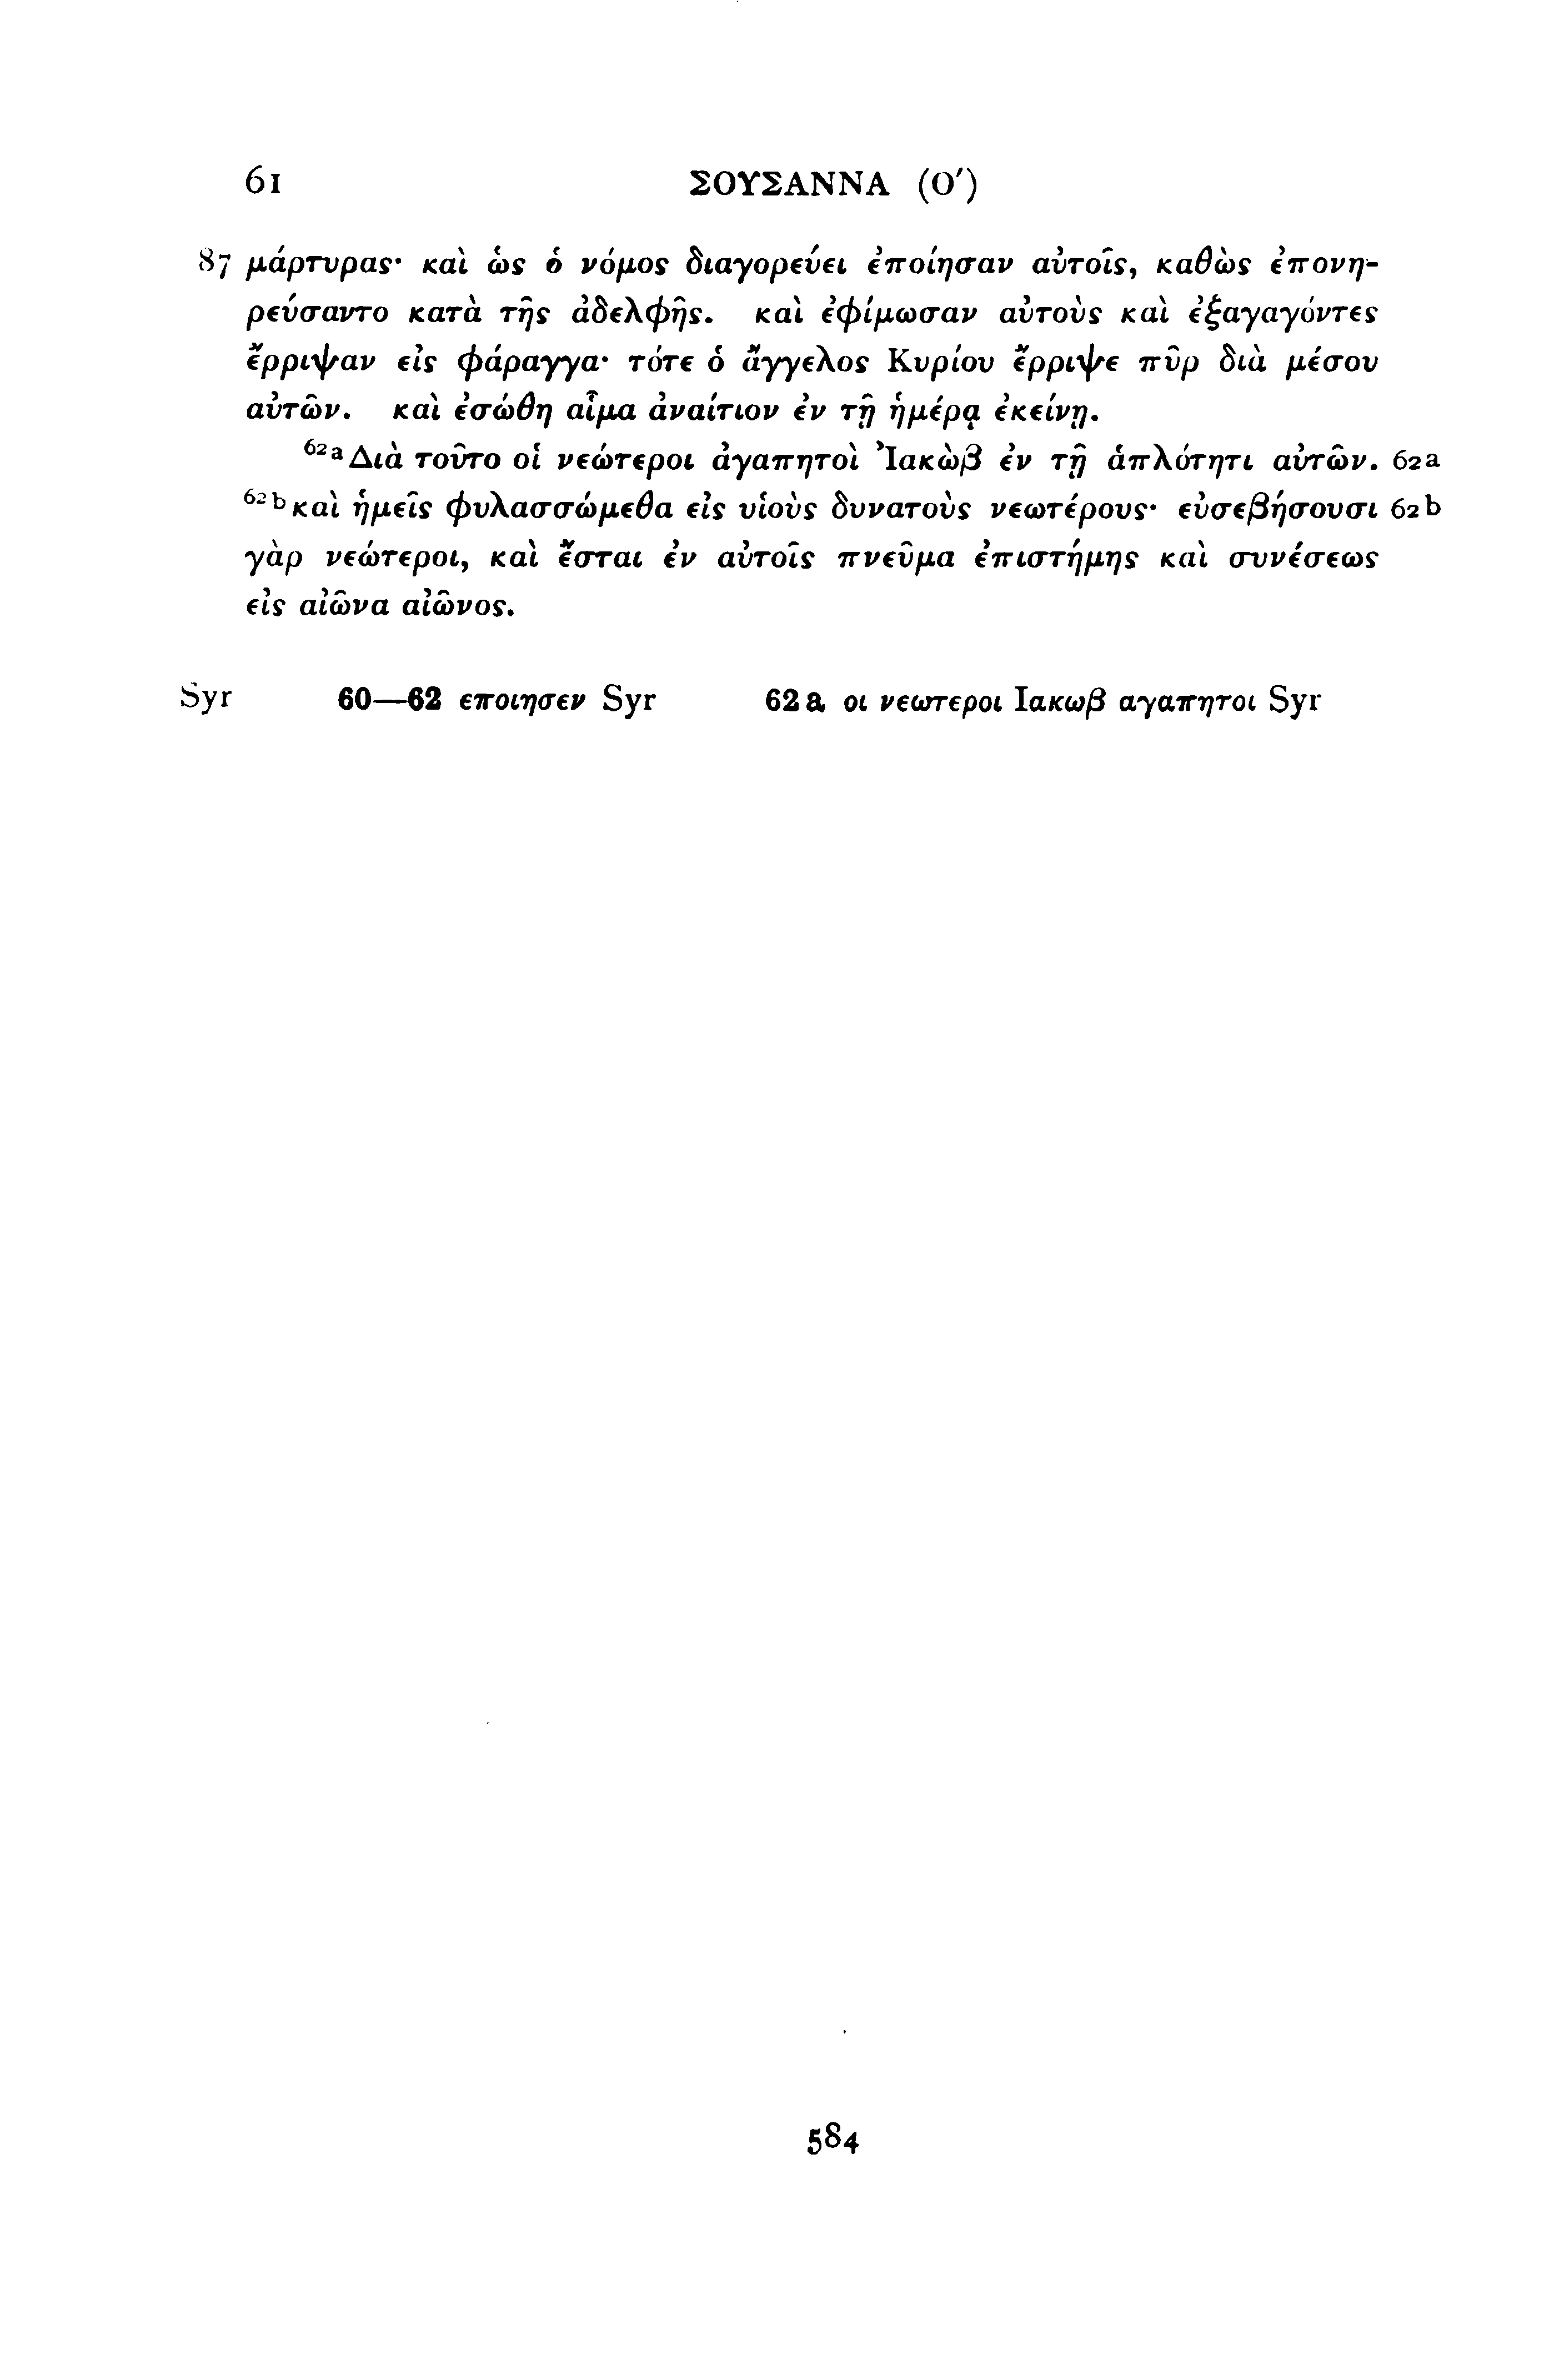 61 ΣΟΥΣΑΝΝΑ (Ο′)
87 μάρτυρας· καὶ ὡς ὁ νόμος διαγορεύει ἐποίησαν αὐτοῖς, καθὼς ἐπονη-
ρεύσαντο κατὰ τῆς ἀδελφῆς. καὶ ἐφίμωσαν αὐτοὺς καὶ ἐξαγαγόντες
ἔρριψαν εἰς φάραγγα· τότε ὁ ἄγγελος Κυρίου ἔρριψε πῦρ διὰ μέσου
αὐτῶν. καὶ ἐσώθη αἷμα ἀναίτιον ἐν τῇ ἡμέρᾳ ἐκείνῃ.
62a Διὰ τοῦτο οἱ νεώτεροι ἀγαπητοὶ Ἰακὼβ ἐν τῇ ἁπλότητι αὐτῶν. 62a
62b καὶ ἡμεῖς φυλασσώμεθα εἰς υἱοὺς δυνατοὺς νεωτέρους· εὐσεβήσουσι 62b
γὰρ νεώτεροι, καὶ ἔσται ἐν αὐτοῖς πνεῦμα ἐπιστήμης καὶ συνέσεως
εἰς αἰῶνα αἰῶνος.
Syr 60—62 εποιησεν Syr 62a οι νεωτεροι Ιακωβ αγαπητοι Syr
584